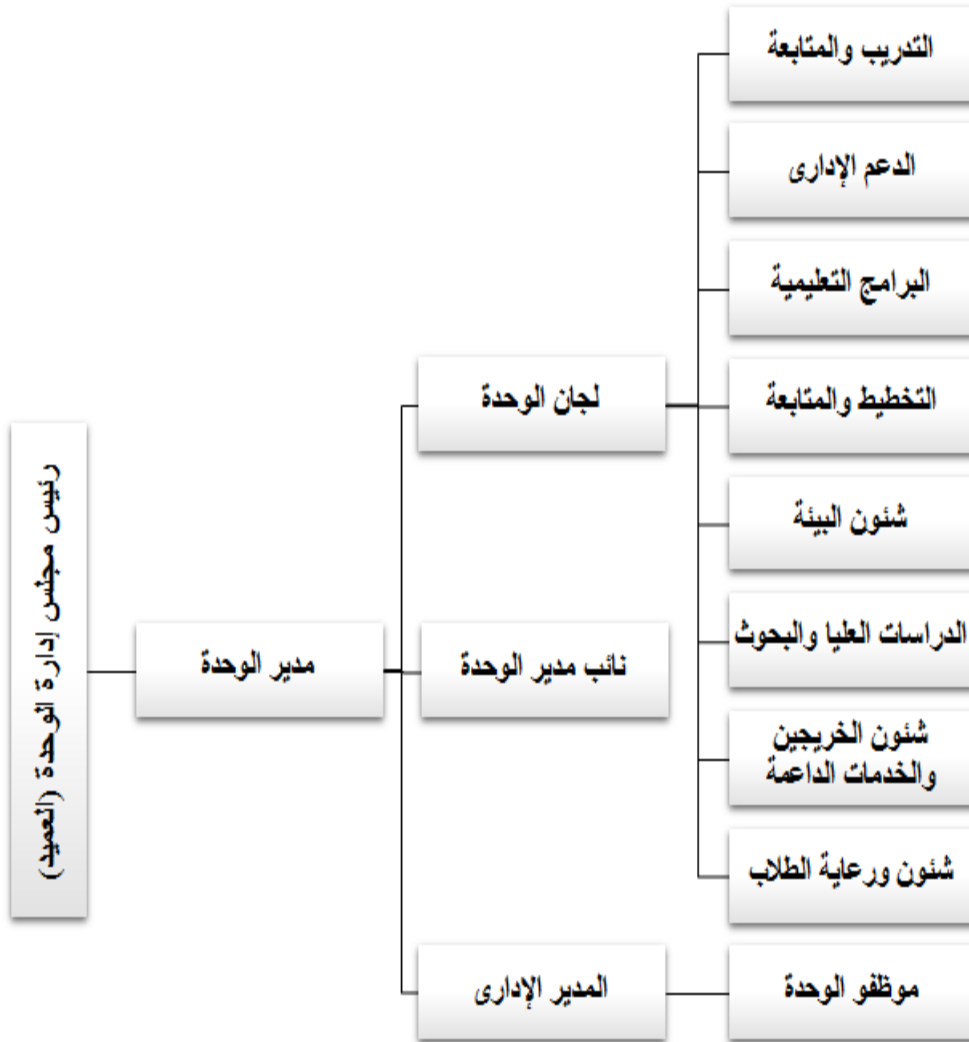 رئيس مجلس إدارة الوحدة (العميد)
مدير الوحدة
لجان الوحدة
نائب مدير الوحدة
المدير الإدارى
التدريب والمتابعة
الدعم الإدارى
البرامج التعليمية
التخطيط والمتابعة
شئون البيئة
الدراسات العليا والبحوث
شئون الخريجين
والخدمات الداعمة
شئون ورعاية الطلاب
موظفو الوحدة